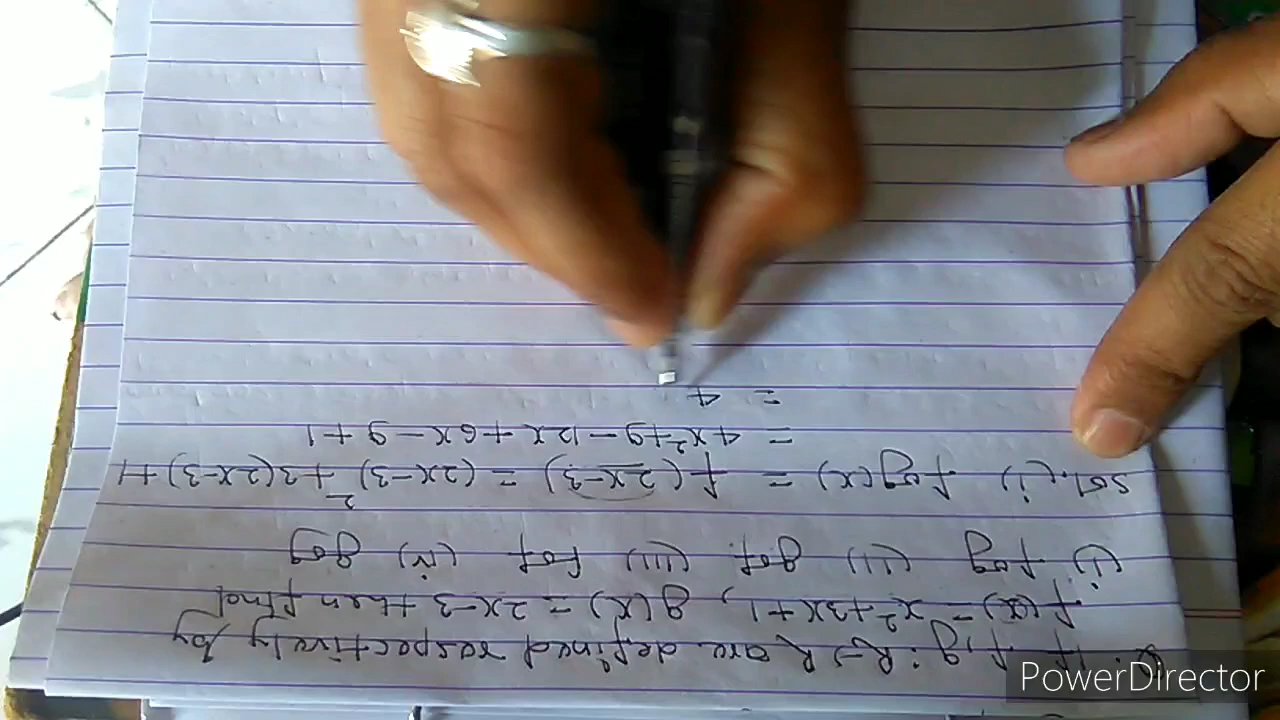 Q. If f,g: R→R are defined respectively by
f(x) = x²+3x+1, g(x) = 2x-3 then find
(i) fog (ii) gof (iii) fof (iv) gog
Sol. (i) fog(x) = f(2x-3) = (2x-3)² + 3(2x-3) +1
= 4x²+9-12x+6x-9+1
= 4
PowerDirector